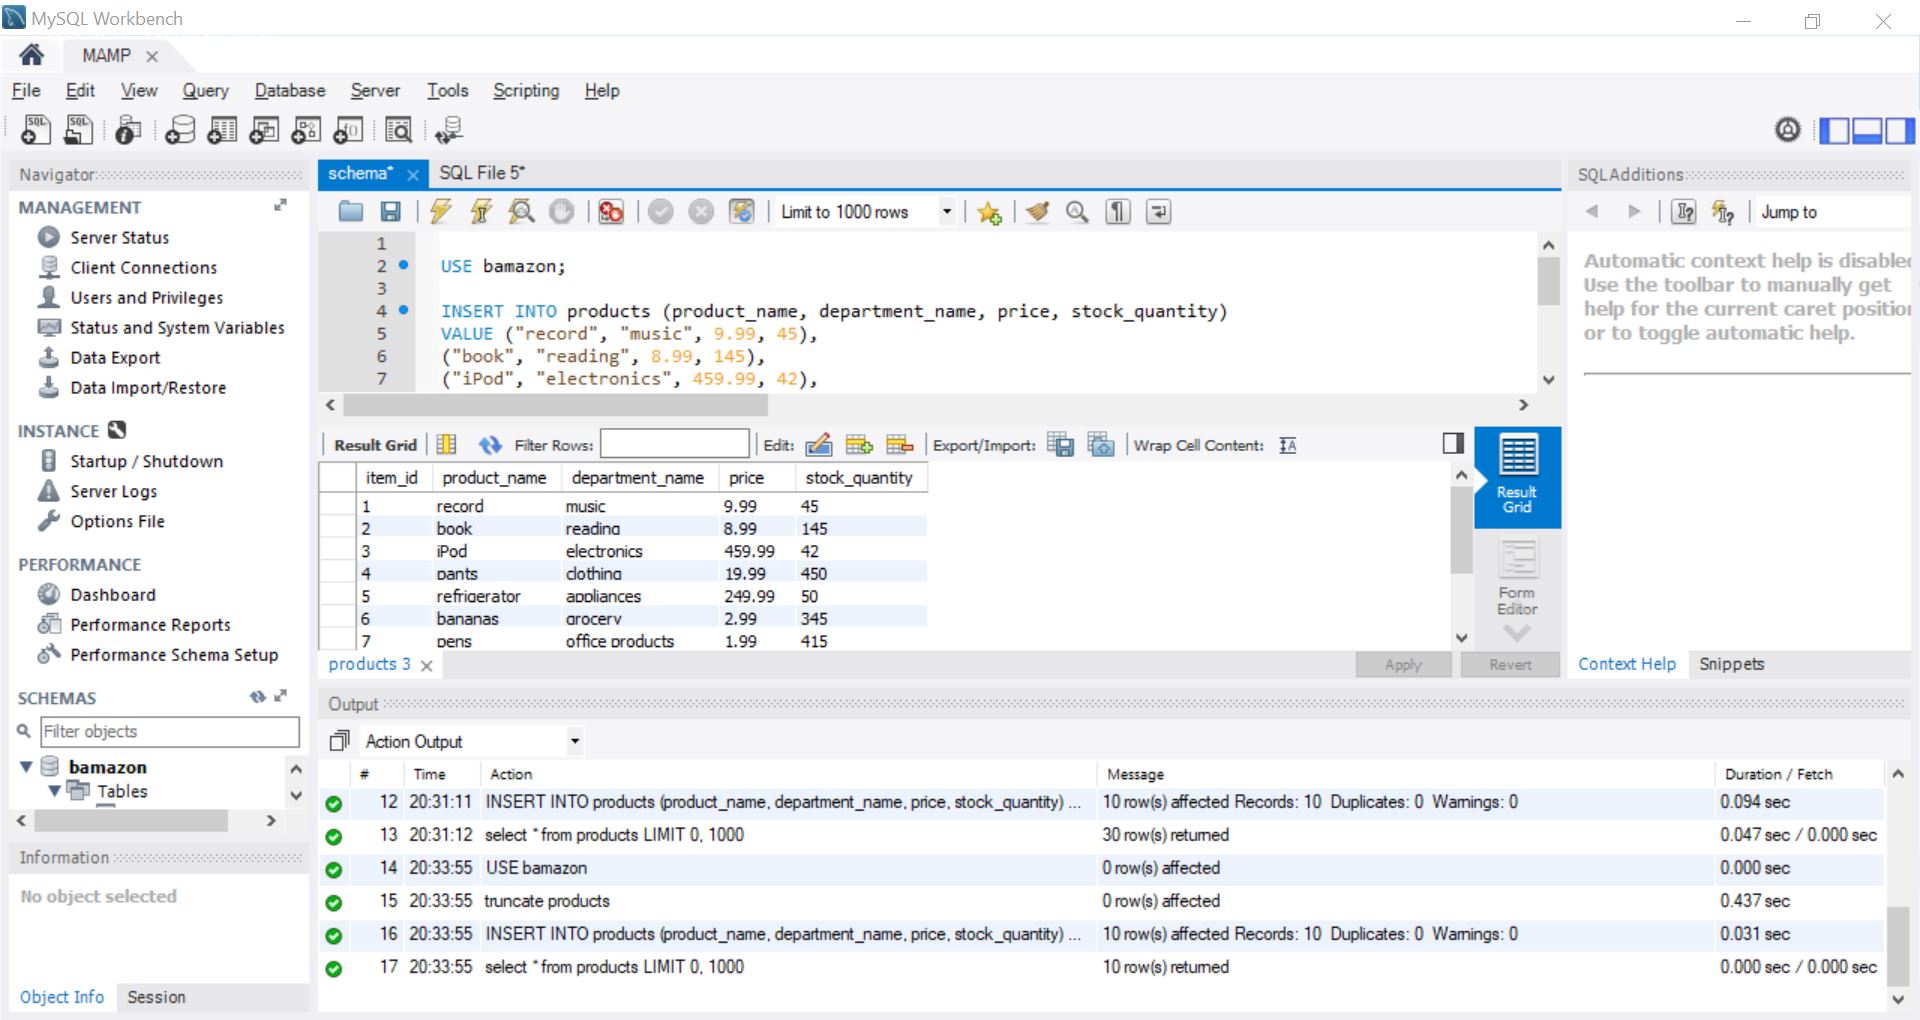 MySQL Workbench
MAMP
File Edit View Query Database Server Tools Scripting Help
Navigator
MANAGEMENT
Server Status
Client Connections
Users and Privileges
Status and System Variables
Data Export
Data Import/Restore
INSTANCE
Startup / Shutdown
Server Logs
Options File
PERFORMANCE
Dashboard
Performance Reports
Performance Schema Setup
SCHEMAS
Filter objects
bamazon
Tables
Information
No object selected
Object Info Session
schema* SQL File 5*
Limit to 1000 rows
1
2 USE bamazon;
3
4 INSERT INTO products (product_name, department_name, price, stock_quantity)
5 VALUE ("record", "music", 9.99, 45),
6 ("book", "reading", 8.99, 145),
7 ("iPod", "electronics", 459.99, 42),
Result Grid Filter Rows: Edit: Export/Import: Wrap Cell Content:
item_id product_name department_name price stock_quantity
1 record music 9.99 45
2 book reading 8.99 145
3 iPod electronics 459.99 42
4 pants clothing 19.99 450
5 refrigerator appliances 249.99 50
6 bananas grocery 2.99 345
7 pens office products 1.99 415
Result
Grid
Form
Editor
products 3 Apply Revert
SQLAdditions
Jump to
Automatic context help is disabled
Use the toolbar to manually get
help for the current caret position
or to toggle automatic help.
Context Help Snippets
Output
Action Output
# Time Action Message Duration / Fetch
12 20:31:11 INSERT INTO products (product_name, department_name, price, stock_quantity) ... 10 row(s) affected Records: 10 Duplicates: 0 Warnings: 0 0.094 sec
13 20:31:12 select * from products LIMIT 0, 1000 30 row(s) returned 0.047 sec / 0.000 sec
14 20:33:55 USE bamazon 0 row(s) affected 0.000 sec
15 20:33:55 truncate products 0 row(s) affected 0.437 sec
16 20:33:55 INSERT INTO products (product_name, department_name, price, stock_quantity) ... 10 row(s) affected Records: 10 Duplicates: 0 Warnings: 0 0.031 sec
17 20:33:55 select * from products LIMIT 0, 1000 10 row(s) returned 0.000 sec / 0.000 sec